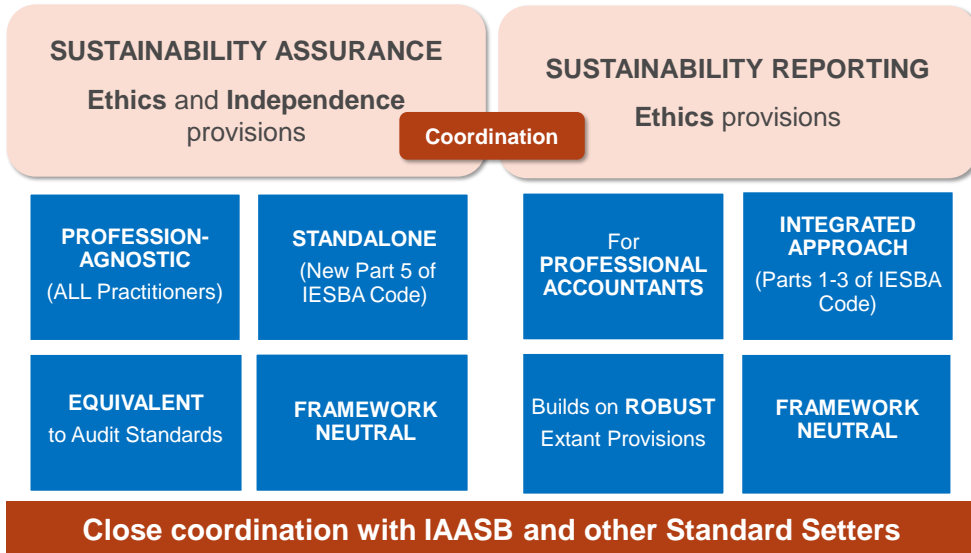 SUSTAINABILITY ASSURANCE
Ethics and Independence
provisions
Coordination
SUSTAINABILITY REPORTING
Ethics provisions
PROFESSION-
AGNOSTIC
(ALL Practitioners)
STANDALONE
(New Part 5 of
IESBA Code)
For
PROFESSIONAL
ACCOUNTANTS
INTEGRATED
APPROACH
(Parts 1-3 of IESBA
Code)
EQUIVALENT
to Audit Standards
FRAMEWORK
NEUTRAL
Builds on ROBUST
Extant Provisions
FRAMEWORK
NEUTRAL
Close coordination with IAASB and other Standard Setters